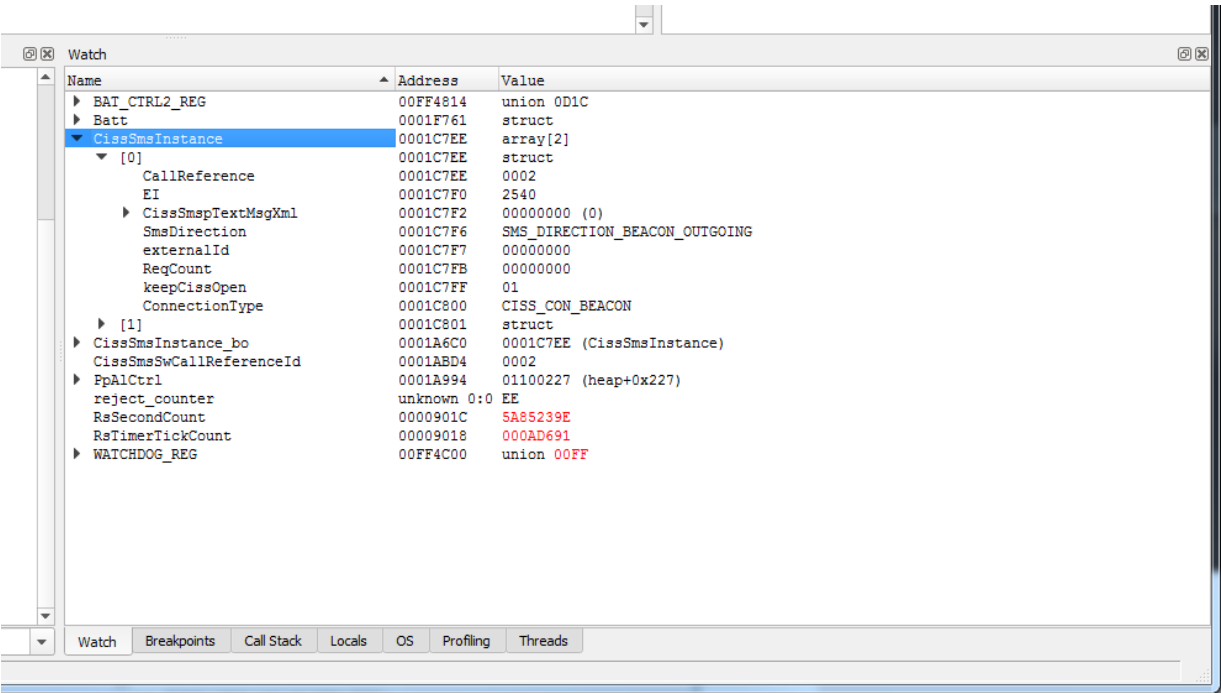 Watch
Name Address Value
BAT_CTRL2_REG 00FF4814 union 0D1C
Batt 0001F761 struct
CissSmsInstance 0001C7EE array[2]
[0] 0001C7EE struct
CallReference 0001C7EE 0002
EI 0001C7F0 2540
CissSmspTextMsgXml 0001C7F2 00000000 (0)
SmsDirection 0001C7F6 SMS_DIRECTION_BEACON_OUTGOING
externalId 0001C7F7 00000000
ReqCount 0001C7FB 00000000
keepCissOpen 0001C7FF 01
ConnectionType 0001C800 CISS_CON_BEACON
[1] 0001C801 struct
CissSmsInstance_bo 0001A6C0 0001C7EE (CissSmsInstance)
CissSmsSwCallReferenceId 0001ABD4 0002
PpAlCtrl 0001A994 01100227 (heap+0x227)
reject_counter unknown 0:0 EE
RsSecondCount 0000901C 5A85239E
RsTimerTickCount 00009018 000AD691
WATCHDOG_REG 00FF4C00 union 00FF
Watch Breakpoints Call Stack Locals OS Profiling Threads